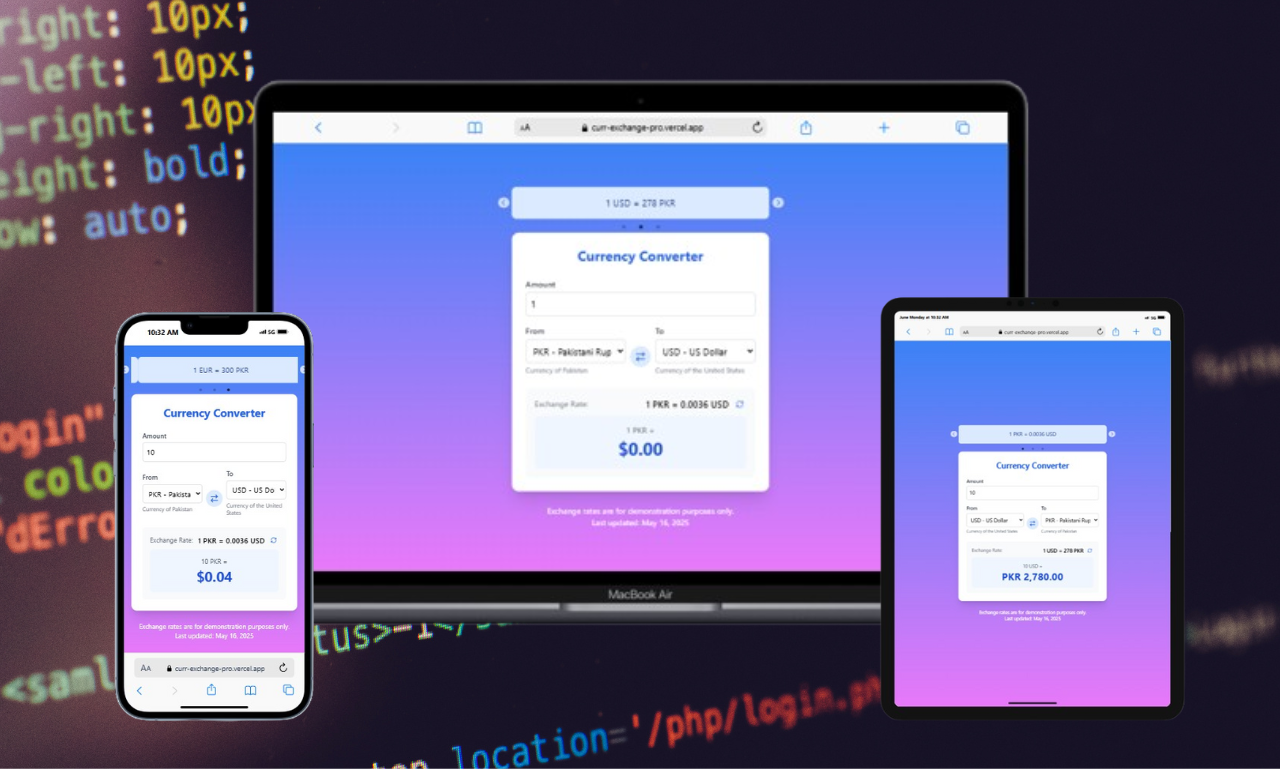 right: 10px;
-left: 10px;
g-right: 10px
eight: bold;
ow: auto;
ogin"
colo
dErro
<saml
tus
location='/php/login.ph
AA
curr-exchange-pro.vercel.app
1 USD = 278 PKR
Currency Converter
Amount
1
From
To
PKR - Pakistani Rup
USD - US Dollar
Currency of Pakistan
Currency of the United States
Exchange Rate:
1 PKR = 0.0036 USD
1 PKR =
$0.00
Exchange rates are for demonstration purposes only.
Last updated: May 16, 2025
MacBook Air
10:32 AM
5G
1 EUR = 300 PKR
Currency Converter
Amount
10
From
To
PKR - Pakista
USD - US Do
Currency of Pakistan
Currency of the United
States
Exchange Rate:
1 PKR = 0.0036 USD
10 PKR =
$0.04
Exchange rates are for demonstration purposes only.
Last updated: May 16, 2025
AA
curr-exchange-pro.vercel.app
June Monday at 10:32 AM
5G
AA
curr-exchange-pro.vercel.app
1 PKR = 0.0036 USD
Currency Converter
Amount
10
From
To
USD - US Dollar
PKR - Pakistani Rup
Currency of the United States
Currency of Pakistan
Exchange Rate:
1 USD = 278 PKR
10 USD =
PKR 2,780.00
Exchange rates are for demonstration purposes only.
Last updated: May 16, 2025